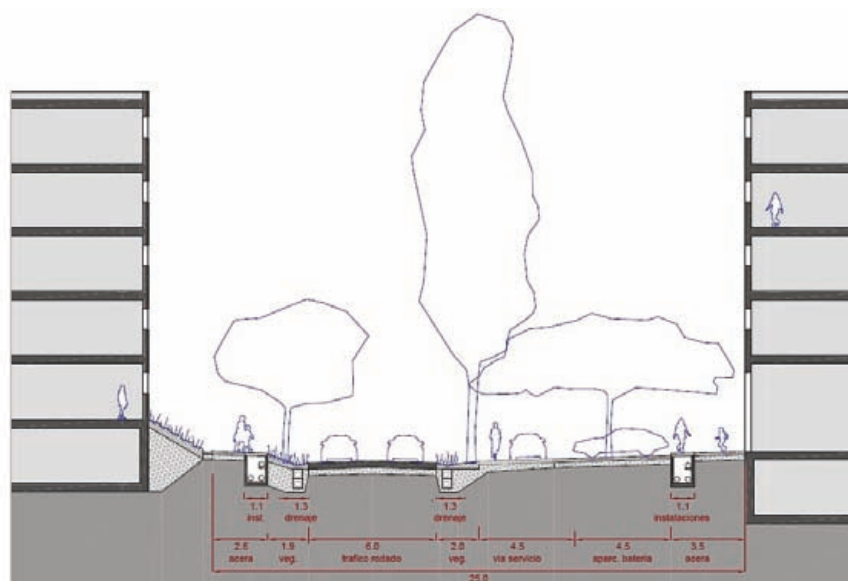 1.1 1.3 1.3 1.1
inst. drenaje drenaje instalaciones
2.6 1.9 6.0 2.0 4.5 4.5 3.5
acera veg. trafico rodado veg. via servicio aparc. bateria acera
25.0